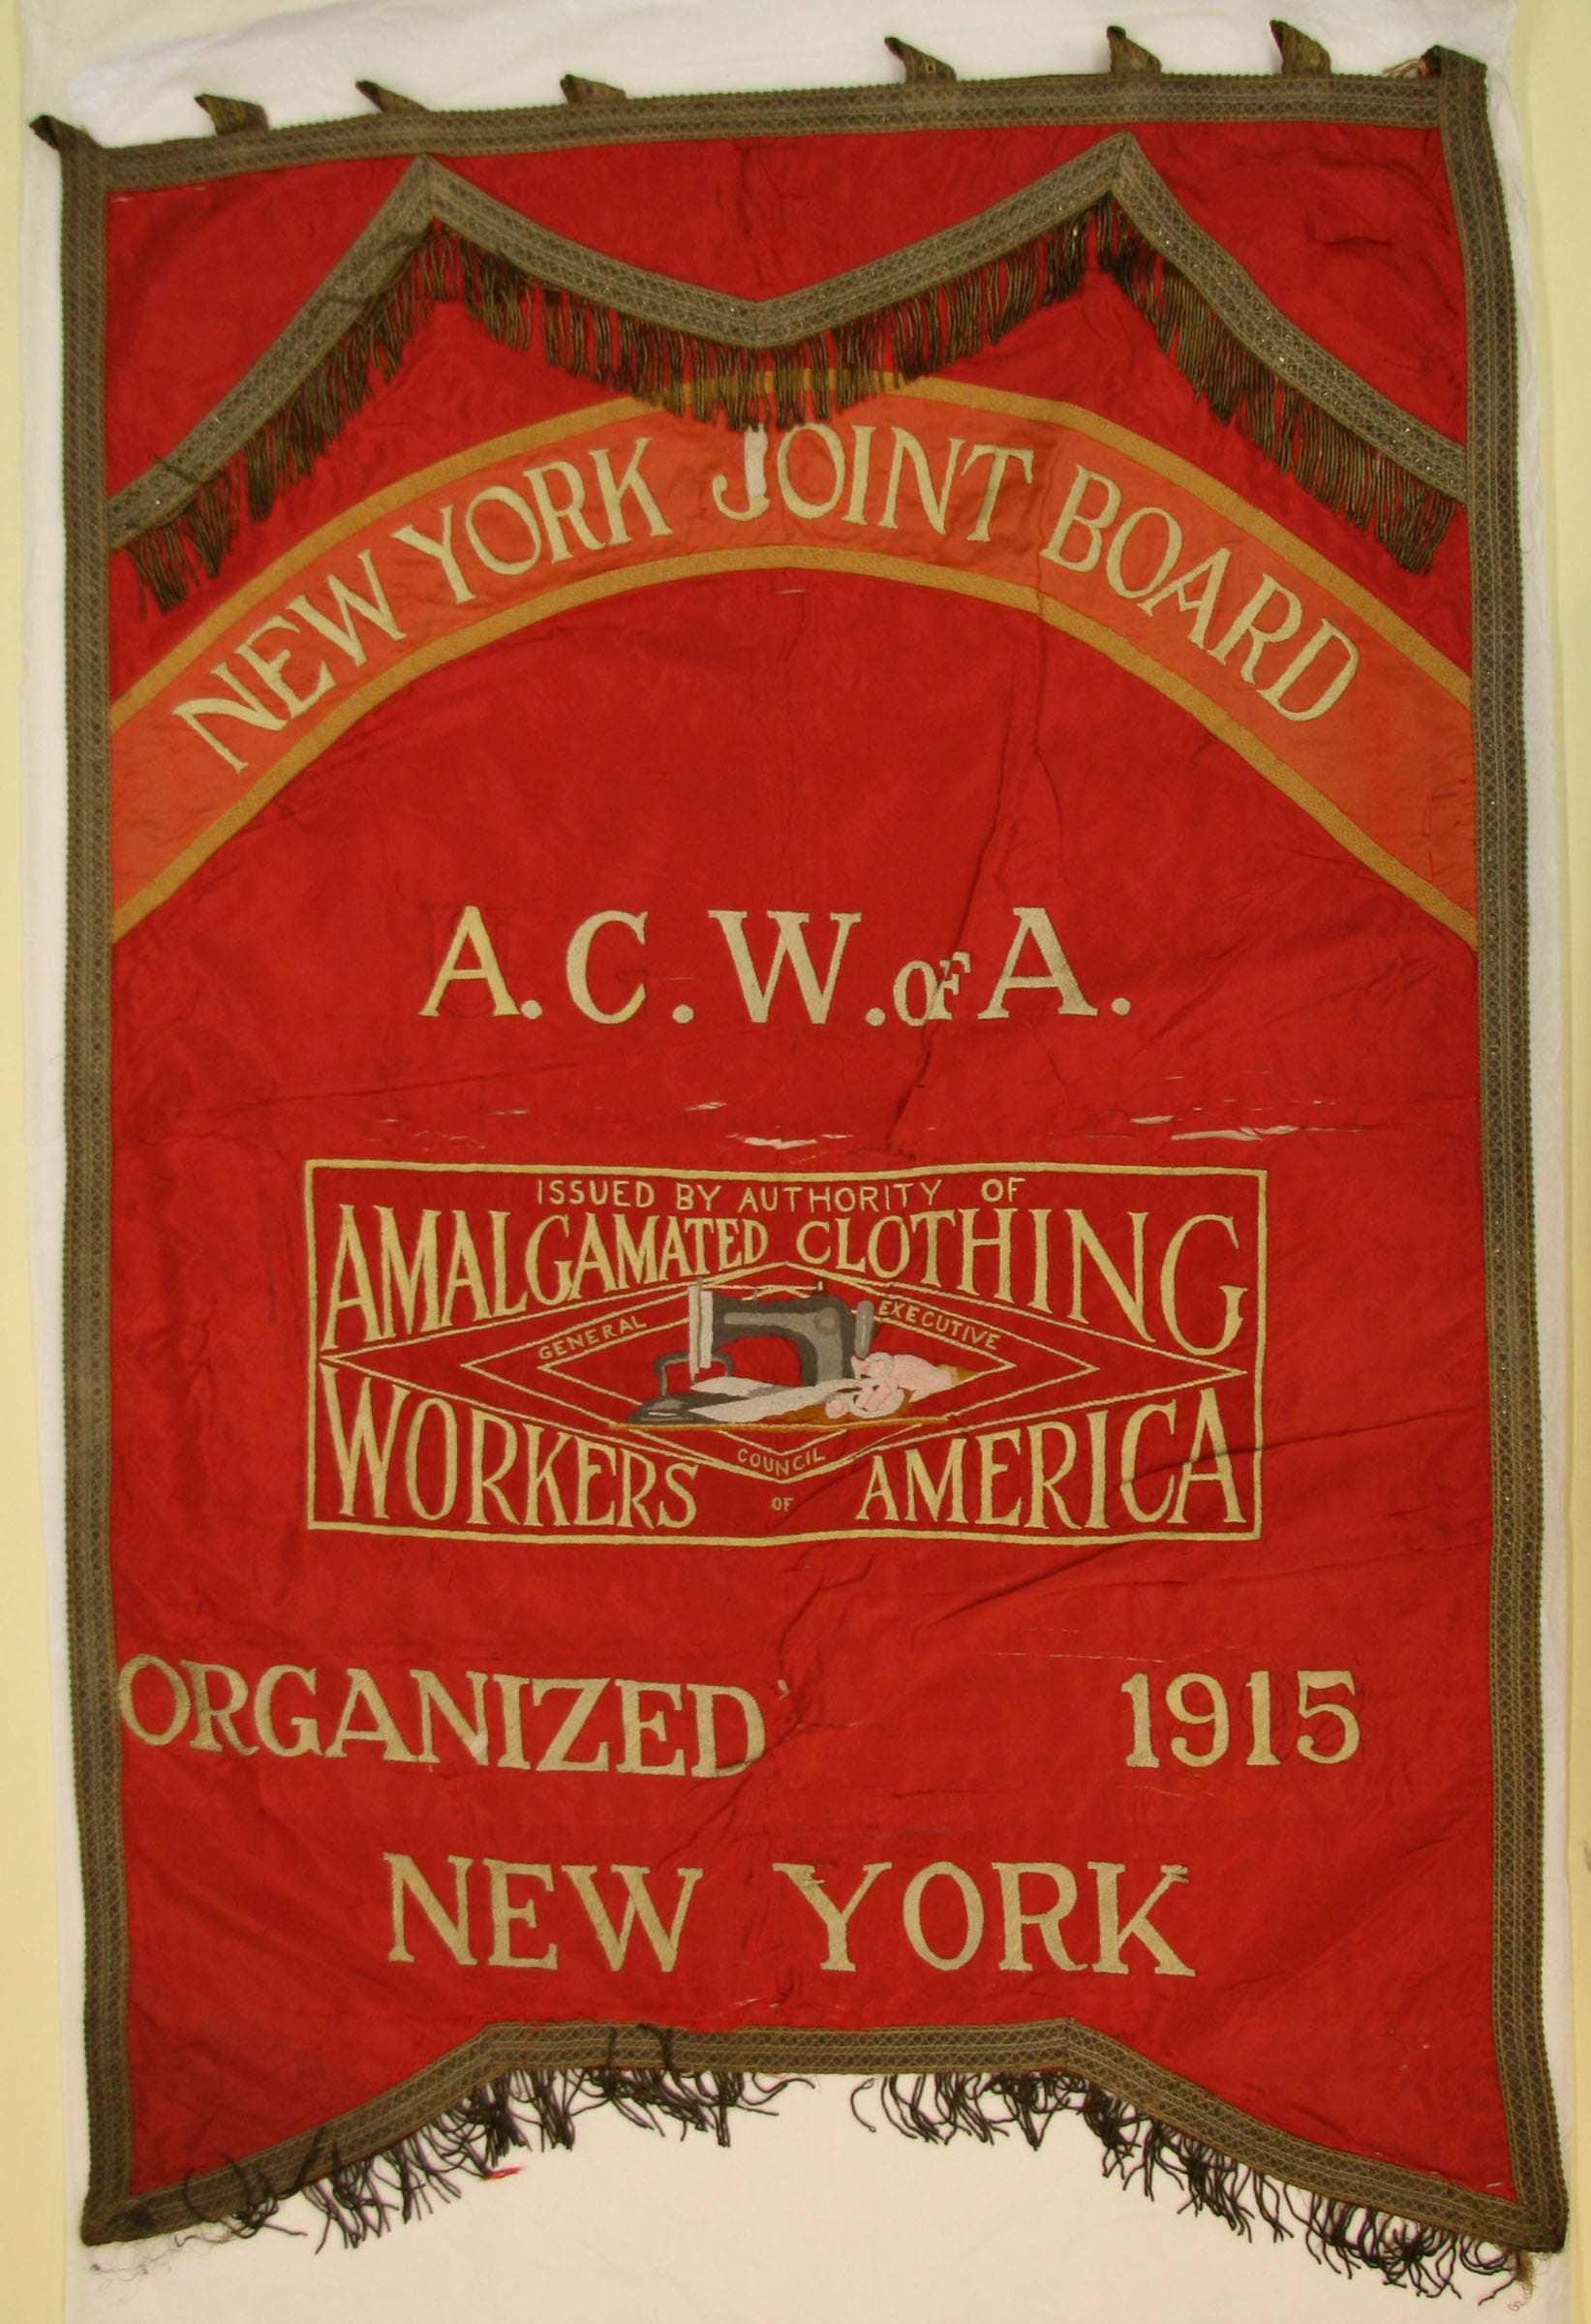 NEW YORK JOINT BOARD
A. C. W. OF A.
ISSUED BY AUTHORITY OF
AMALGAMATED CLOTHING
GENERAL EXECUTIVE
COUNCIL
WORKERS OF AMERICA
ORGANIZED 1915
NEW YORK